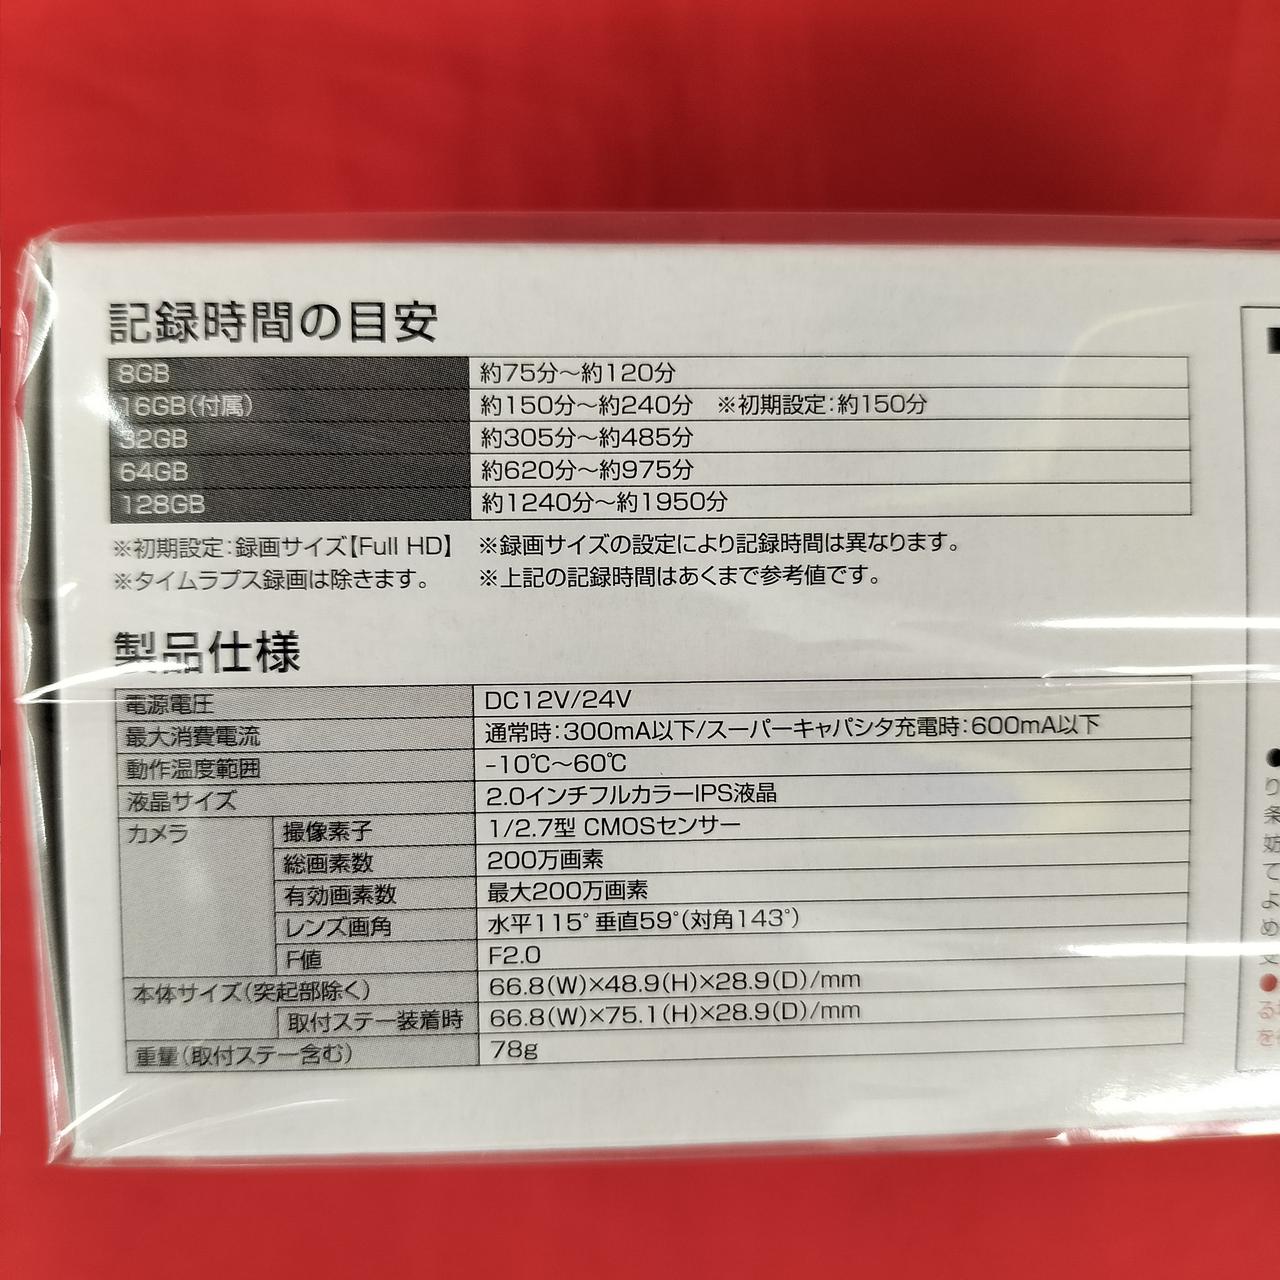 記録時間の目安
8GB 約75分～約120分
16GB(付属) 約150分～約240分 ※初期設定:約150分
32GB 約305分～約485分
64GB 約620分～約975分
128GB 約1240分～約1950分
※初期設定:録画サイズ【Full HD】 ※録画サイズの設定により記録時間は異なります。
※タイムラプス録画は除きます。 ※上記の記録時間はあくまで参考値です。
製品仕様
電源電圧 DC12V/24V
最大消費電流 通常時:300mA以下/スーパーキャパシタ充電時:600mA以下
動作温度範囲 -10℃～60℃
液晶サイズ 2.0インチフルカラーIPS液晶
カメラ 撮像素子 1/2.7型 CMOSセンサー
総画素数 200万画素
有効画素数 最大200万画素
レンズ画角 水平115° 垂直59°(対角143°)
F値 F2.0
本体サイズ(突起部除く) 66.8(W)×48.9(H)×28.9(D)/mm
取付ステー装着時 66.8(W)×75.1(H)×28.9(D)/mm
重量(取付ステー含む) 78g